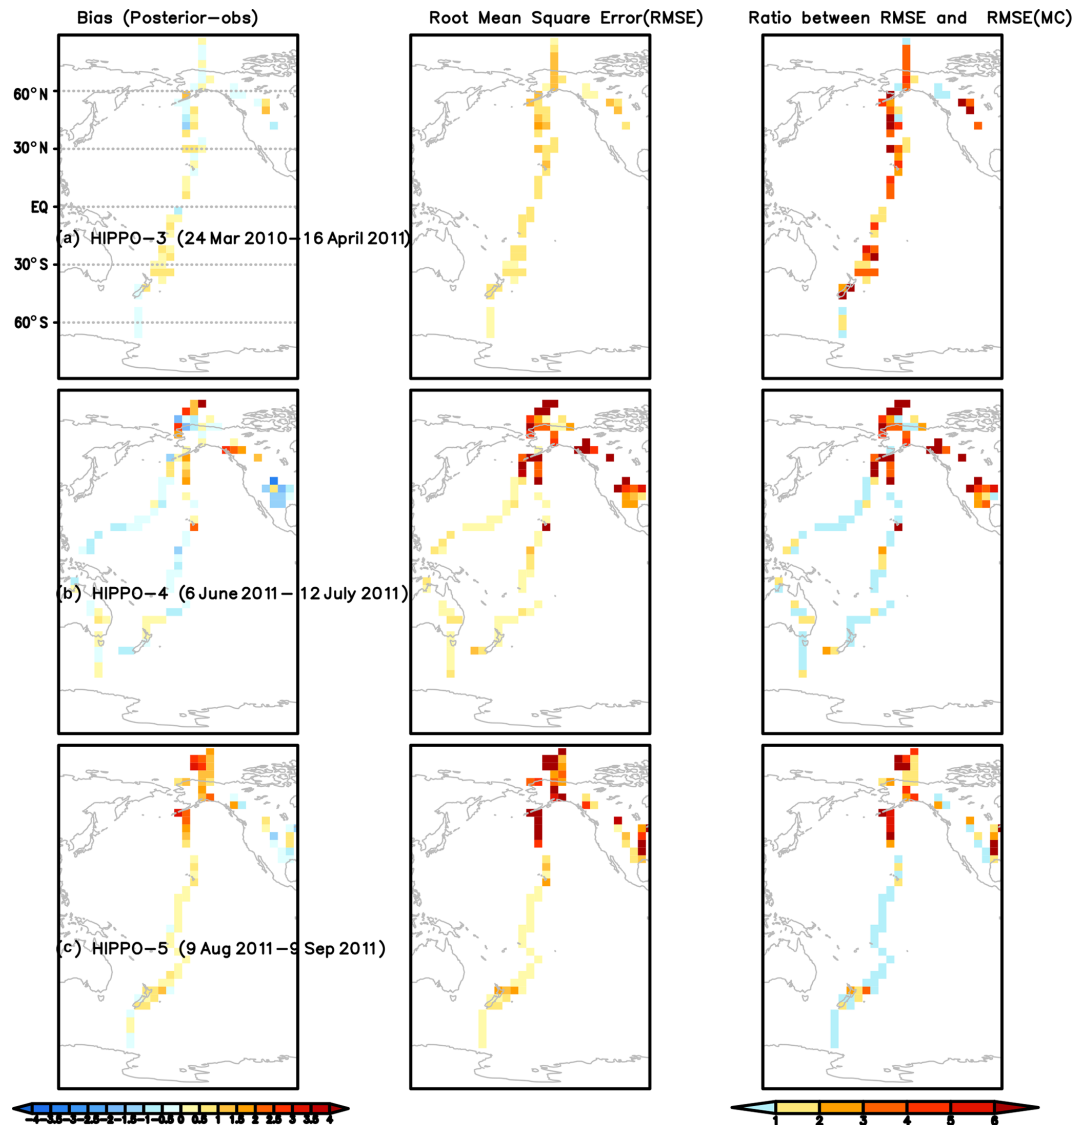 Bias (Posterior-obs) Root Mean Square Error(RMSE) Ratio between RMSE and RMSE(MC)
60°N
30°N
EQ
(a) HIPPO-3 (24 Mar 2010-16 April 2011)
30°S
60°S
(b) HIPPO-4 (6 June 2011-12 July 2011)
(c) HIPPO-5 (9 Aug 2011-9 Sep 2011)
-4 -3.5 -3 -2.5 -2 -1.5 -1 -0.5 0 0.5 1 1.5 2 2.5 3 3.5 4 1 2 3 4 5 6